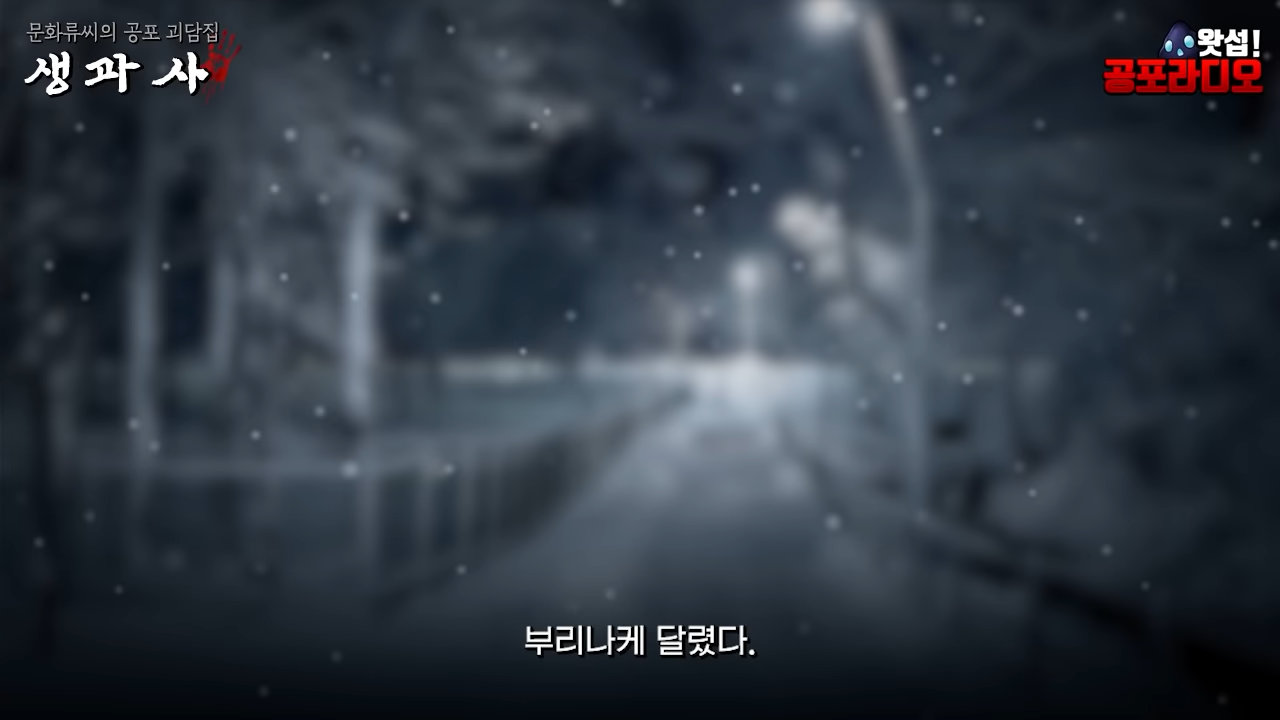 문화류씨의 공포 괴담집
생과 사
왓섭!
공포라디오
부리나케 달렸다.